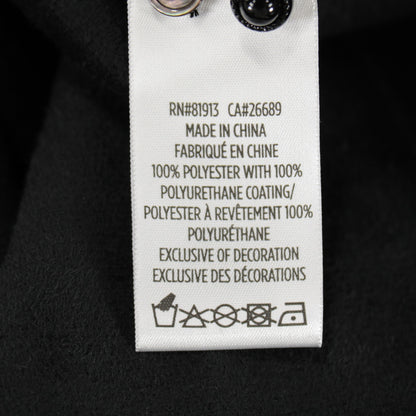 RN#81913 CA#26689
MADE IN CHINA
FABRIQUÉ EN CHINE
100% POLYESTER WITH 100%
POLYURETHANE COATING/
POLYESTER À REVÊTEMENT 100%
POLYURÉTHANE
EXCLUSIVE OF DECORATION
EXCLUSIVE DES DÉCORATIONS